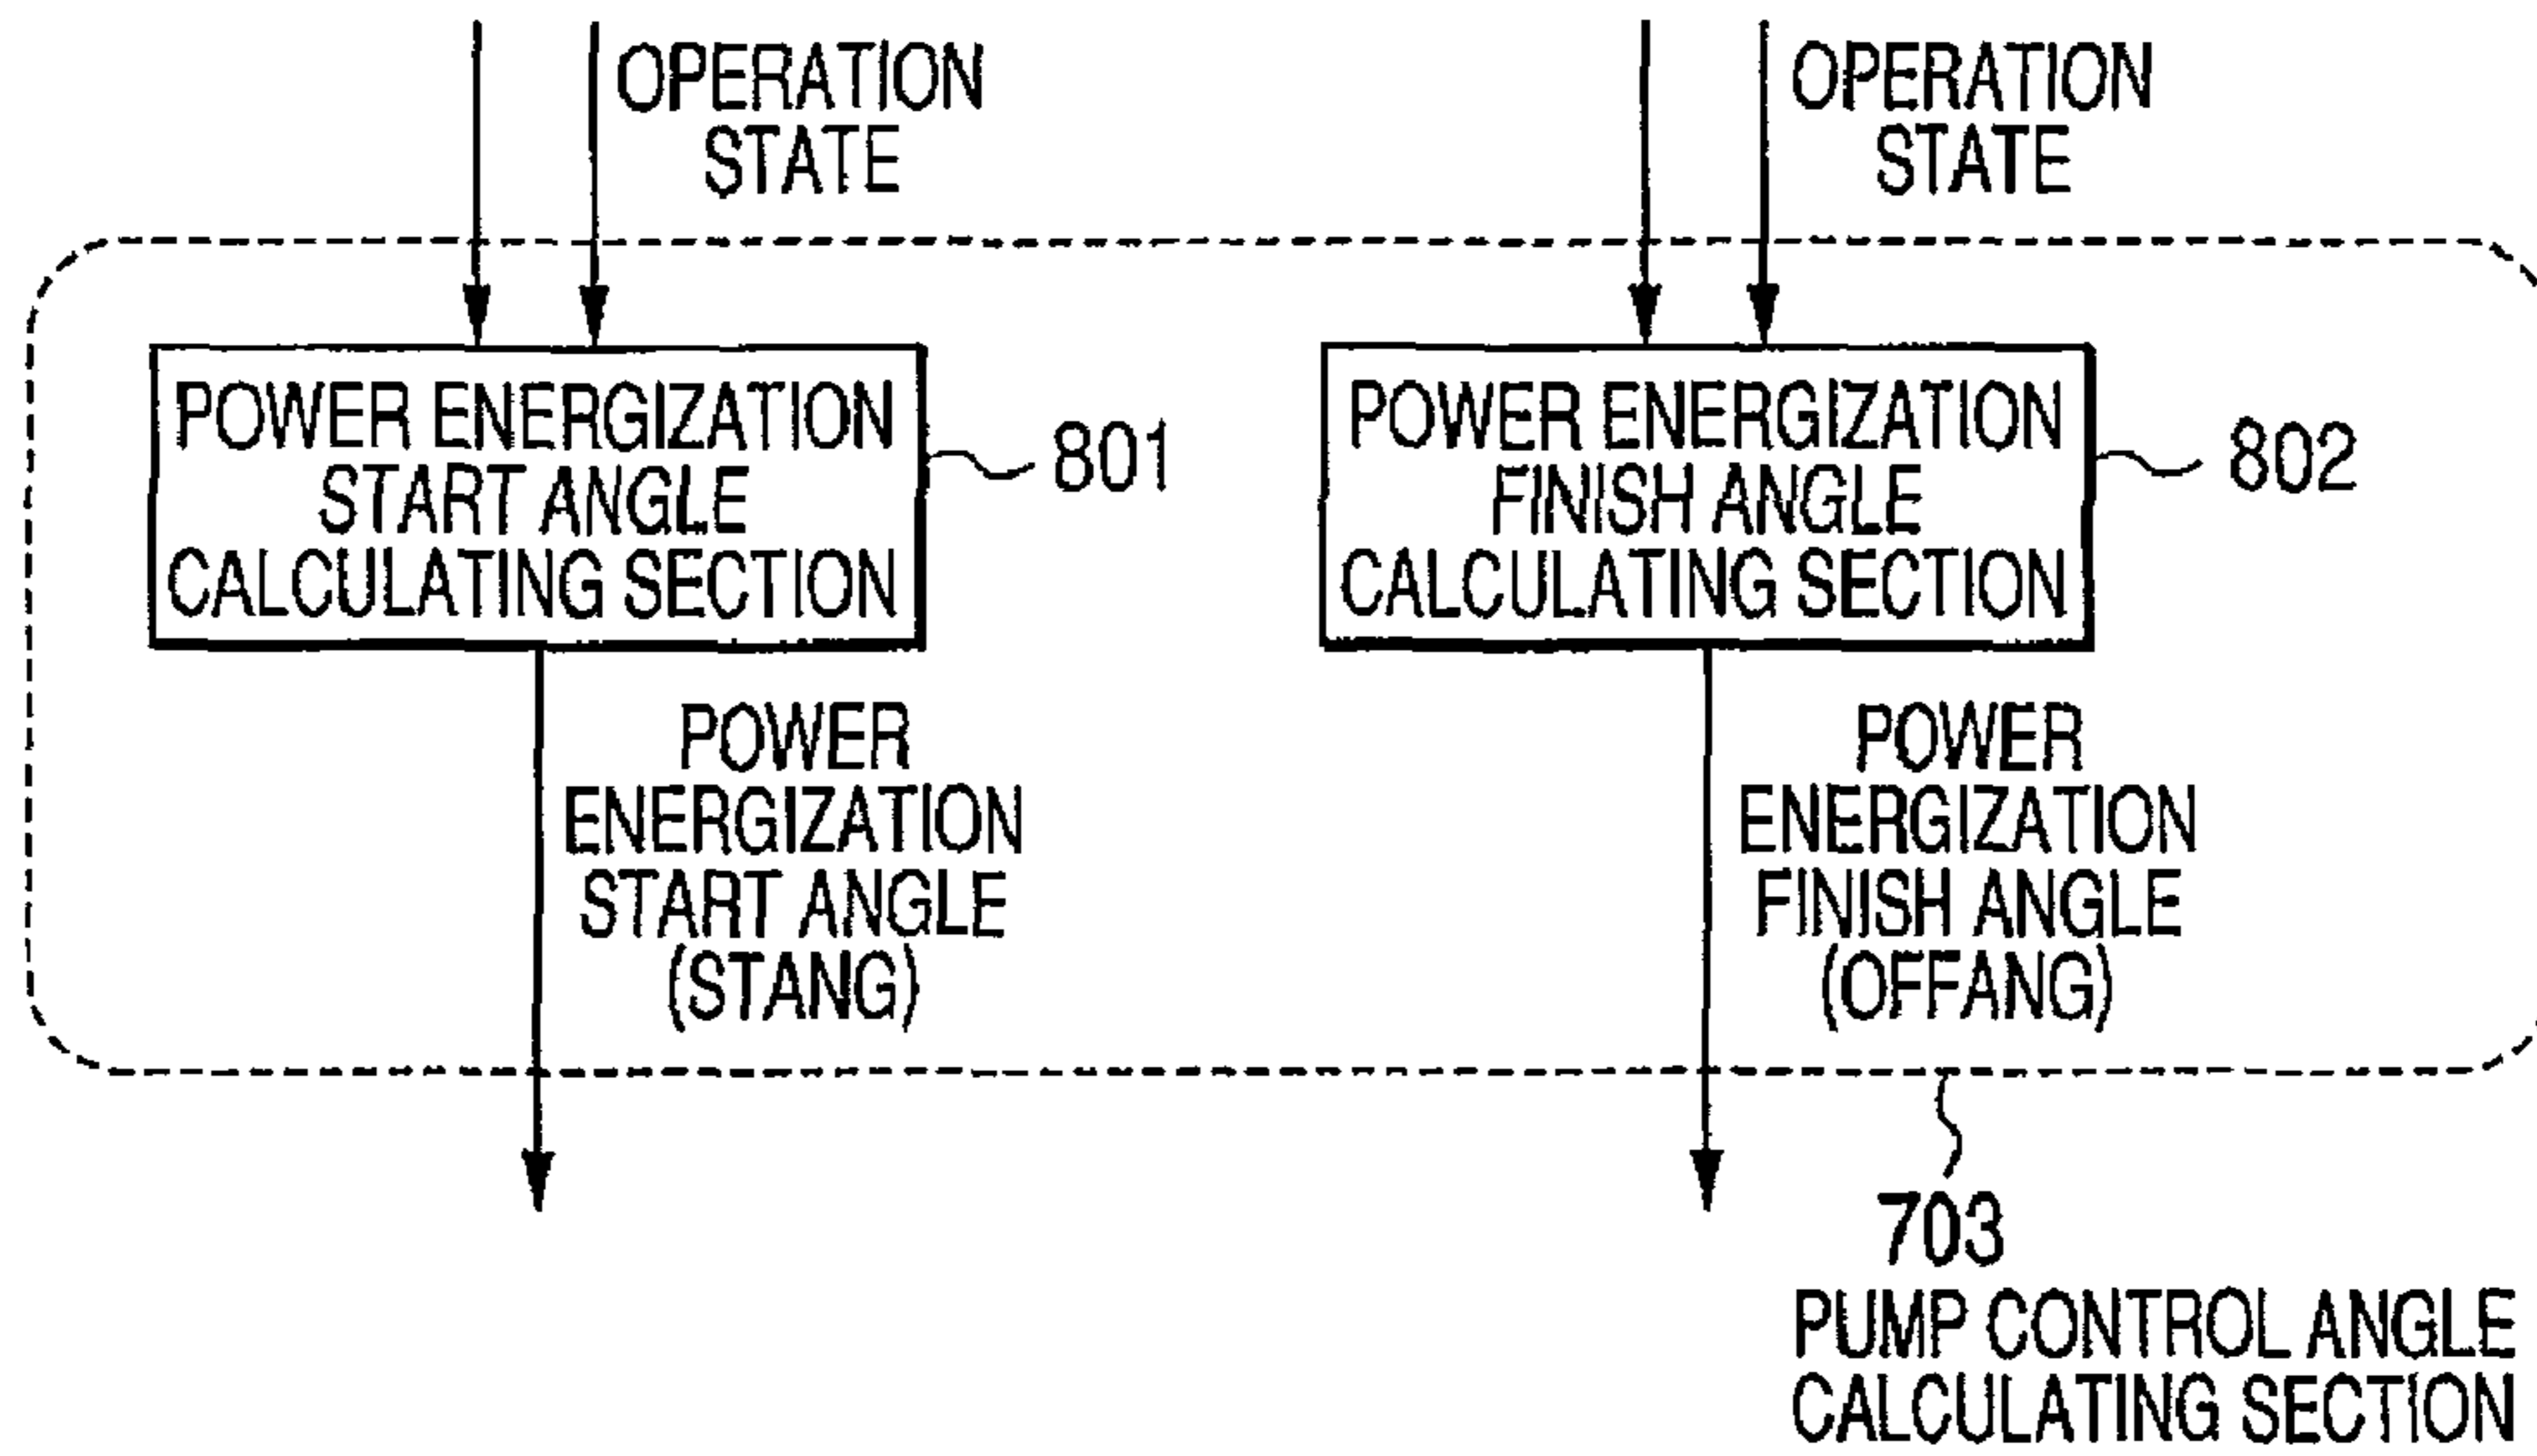 OPERATION
STATE
OPERATION
STATE
POWER ENERGIZATION
START ANGLE
CALCULATING SECTION
801
POWER ENERGIZATION
FINISH ANGLE
CALCULATING SECTION
802
POWER
ENERGIZATION
START ANGLE
(STANG)
POWER
ENERGIZATION
FINISH ANGLE
(OFFANG)
703
PUMP CONTROL ANGLE
CALCULATING SECTION